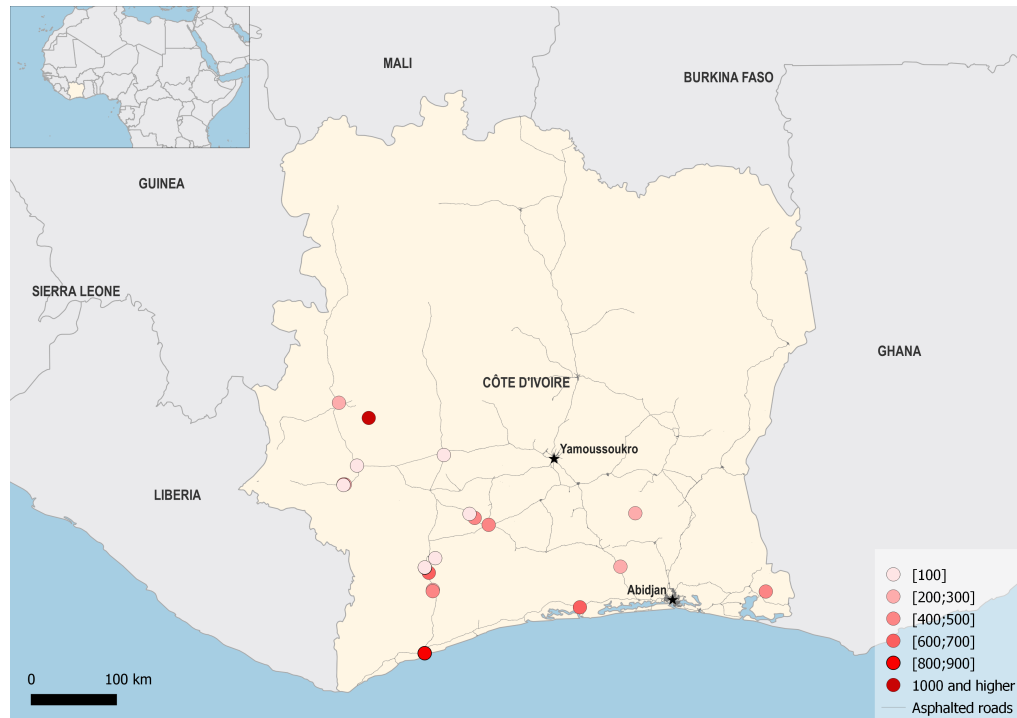 MALI
BURKINA FASO
GUINEA
SIERRA LEONE
GHANA
CÔTE D'IVOIRE
Yamoussoukro
LIBERIA
Abidjan
[100]
[200;300]
[400;500]
[600;700]
[800;900]
1000 and higher
Asphalted roads
0 100 km